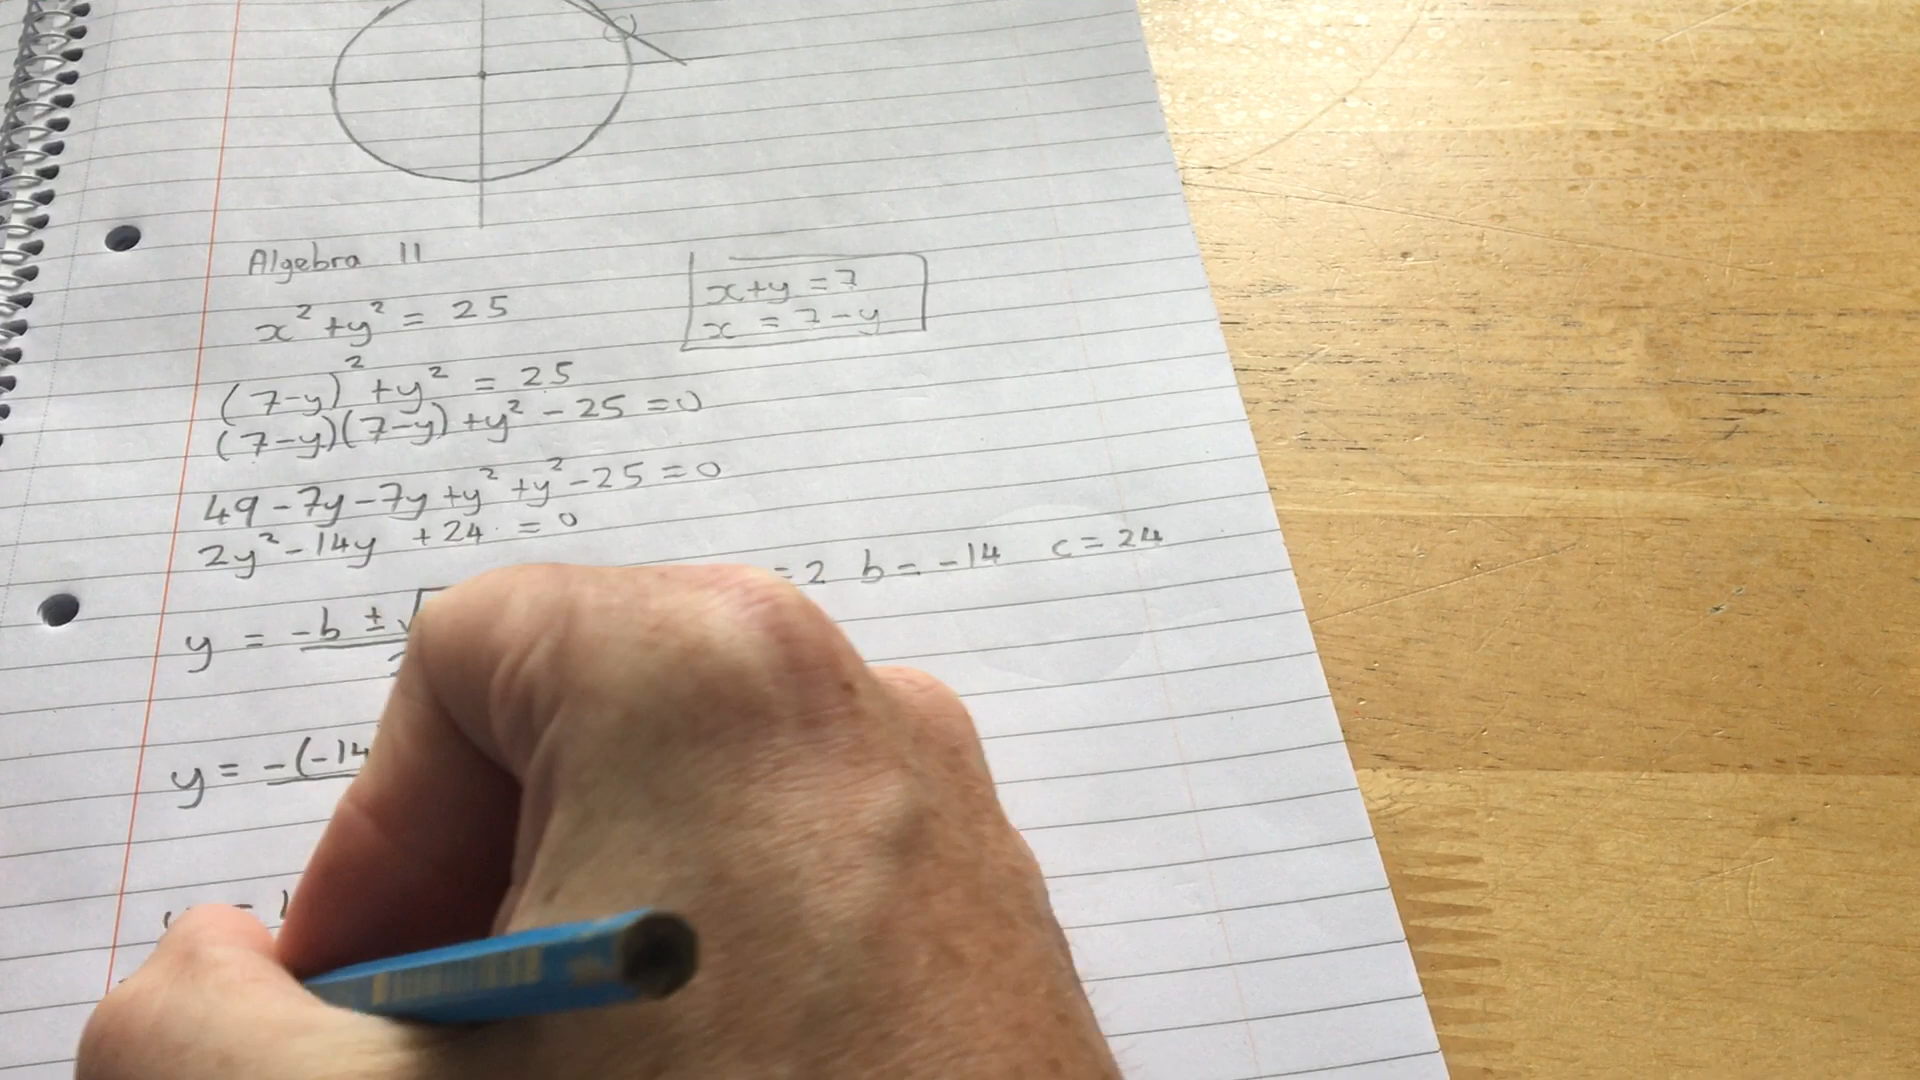 Algebra 11
x² + y² = 25
x + y = 7
x = 7 - y
(7-y)² + y² = 25
(7-y)(7-y) + y² - 25 = 0
49 - 7y - 7y + y² + y² - 25 = 0
2y² - 14y + 24 = 0
= 2 b = -14 c = 24
y = -b ± √
y = -(-14